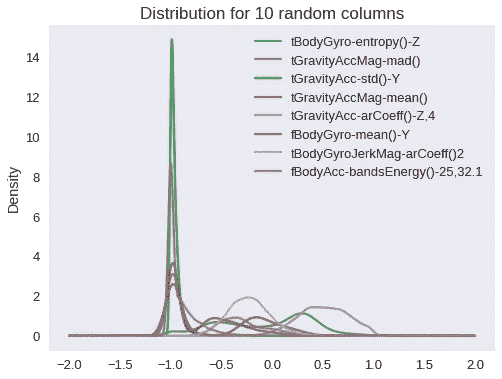 Distribution for 10 random columns
tBodyGyro-entropy()-Z
tGravityAccMag-mad()
tGravityAcc-std()-Y
tGravityAccMag-mean()
tGravityAcc-arCoeff()-Z,4
fBodyGyro-mean()-Y
tBodyGyroJerkMag-arCoeff()2
fBodyAcc-bandsEnergy()-25,32.1
Density
14
12
10
8
6
4
2
0
−2.0 −1.5 −1.0 −0.5 0.0 0.5 1.0 1.5 2.0